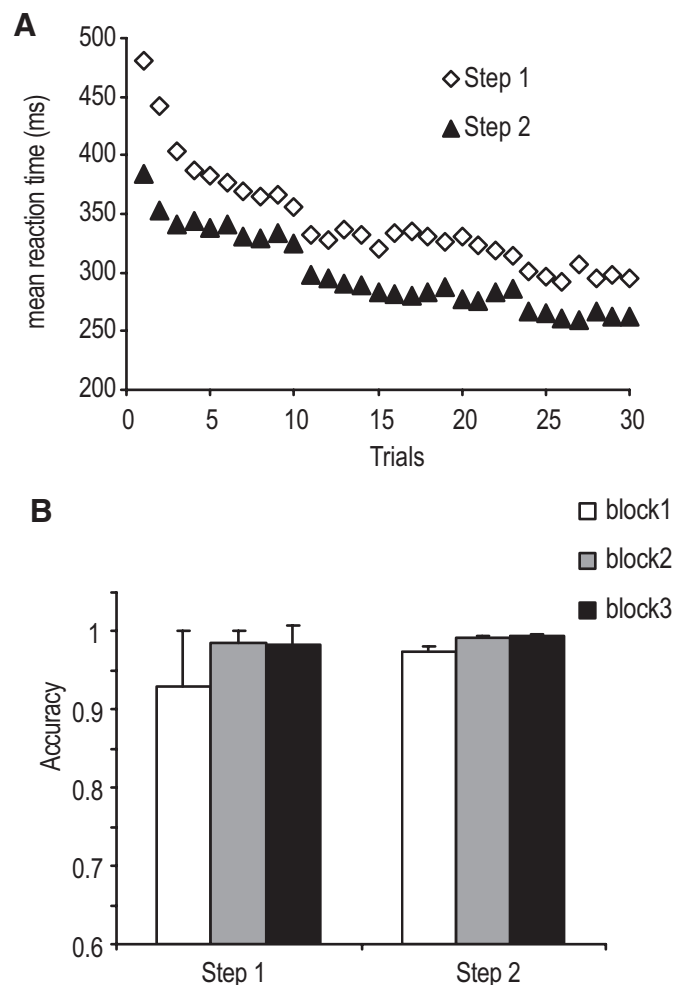 A
500
450
400
350
300
250
200
mean reaction time (ms)
Step 1
Step 2
0 5 10 15 20 25 30
Trials
B
block1
block2
block3
1
0.9
0.8
0.7
0.6
Accuracy
Step 1 Step 2